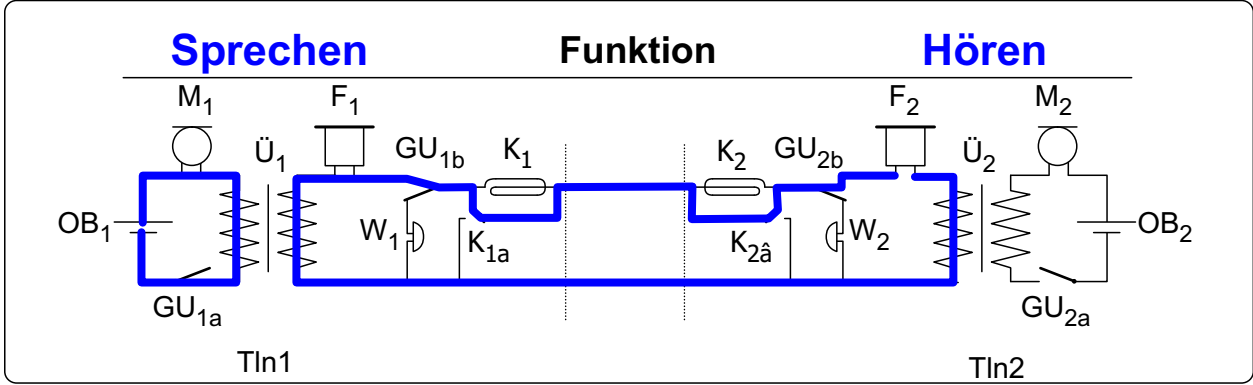 Sprechen Funktion Hören
M1 F1 F2 M2
Ü1 GU1b K1 K2 GU2b Ü2
OB1 W1 K1a K2â W2 OB2
GU1a GU2a
Tln1 Tln2